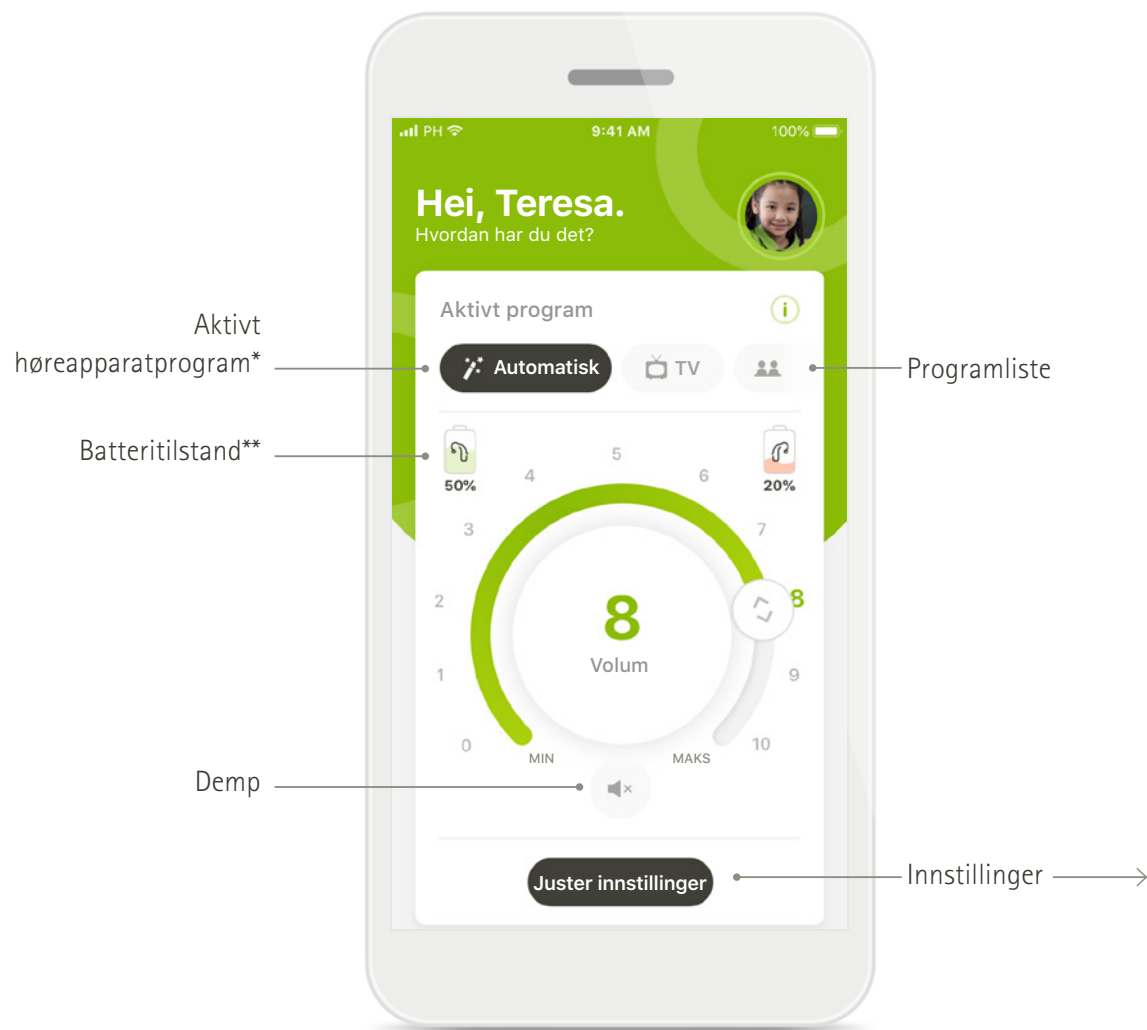 PH 9:41 AM 100%
Hei, Teresa.
Hvordan har du det?
Aktivt program i
Aktivt
høreapparatprogram*
Automatisk TV
Programliste
Batteritilstand**
50% 20%
5
4 6
3 7
2 8
8
Volum
1 9
0 10
MIN MAKS
Demp
Juster innstillinger
Innstillinger